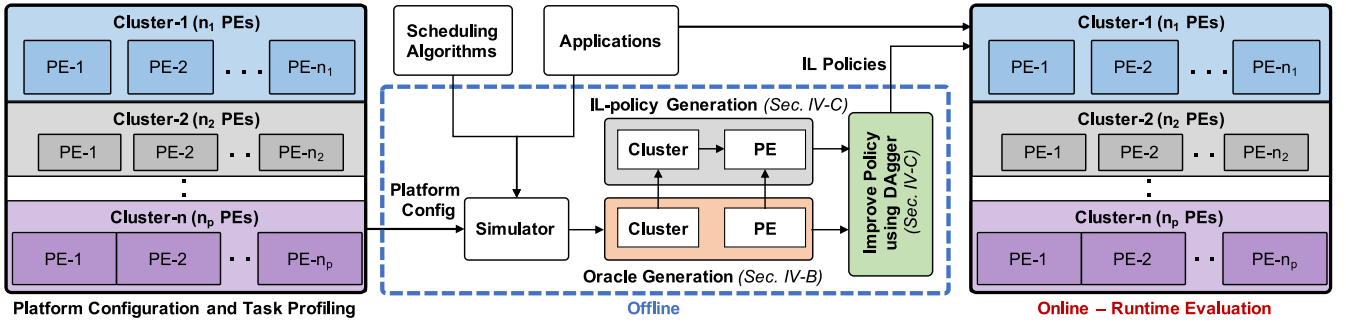 Cluster-1 (n1 PEs)
PE-1
PE-2
. . .
PE-n1
Cluster-2 (n2 PEs)
PE-1
PE-2
. .
PE-n2
:
Cluster-n (np PEs)
PE-1
PE-2
. .
PE-np
Platform Configuration and Task Profiling
Scheduling
Algorithms
Applications
Platform
Config
Simulator
IL-policy Generation (Sec. IV-C)
Cluster
PE
Cluster
PE
Oracle Generation (Sec. IV-B)
Improve Policy
using DAgger
(Sec. IV-C)
IL Policies
Offline
Cluster-1 (n1 PEs)
PE-1
PE-2
. . .
PE-n1
Cluster-2 (n2 PEs)
PE-1
PE-2
. .
PE-n2
:
Cluster-n (np PEs)
PE-1
PE-2
. .
PE-np
Online – Runtime Evaluation